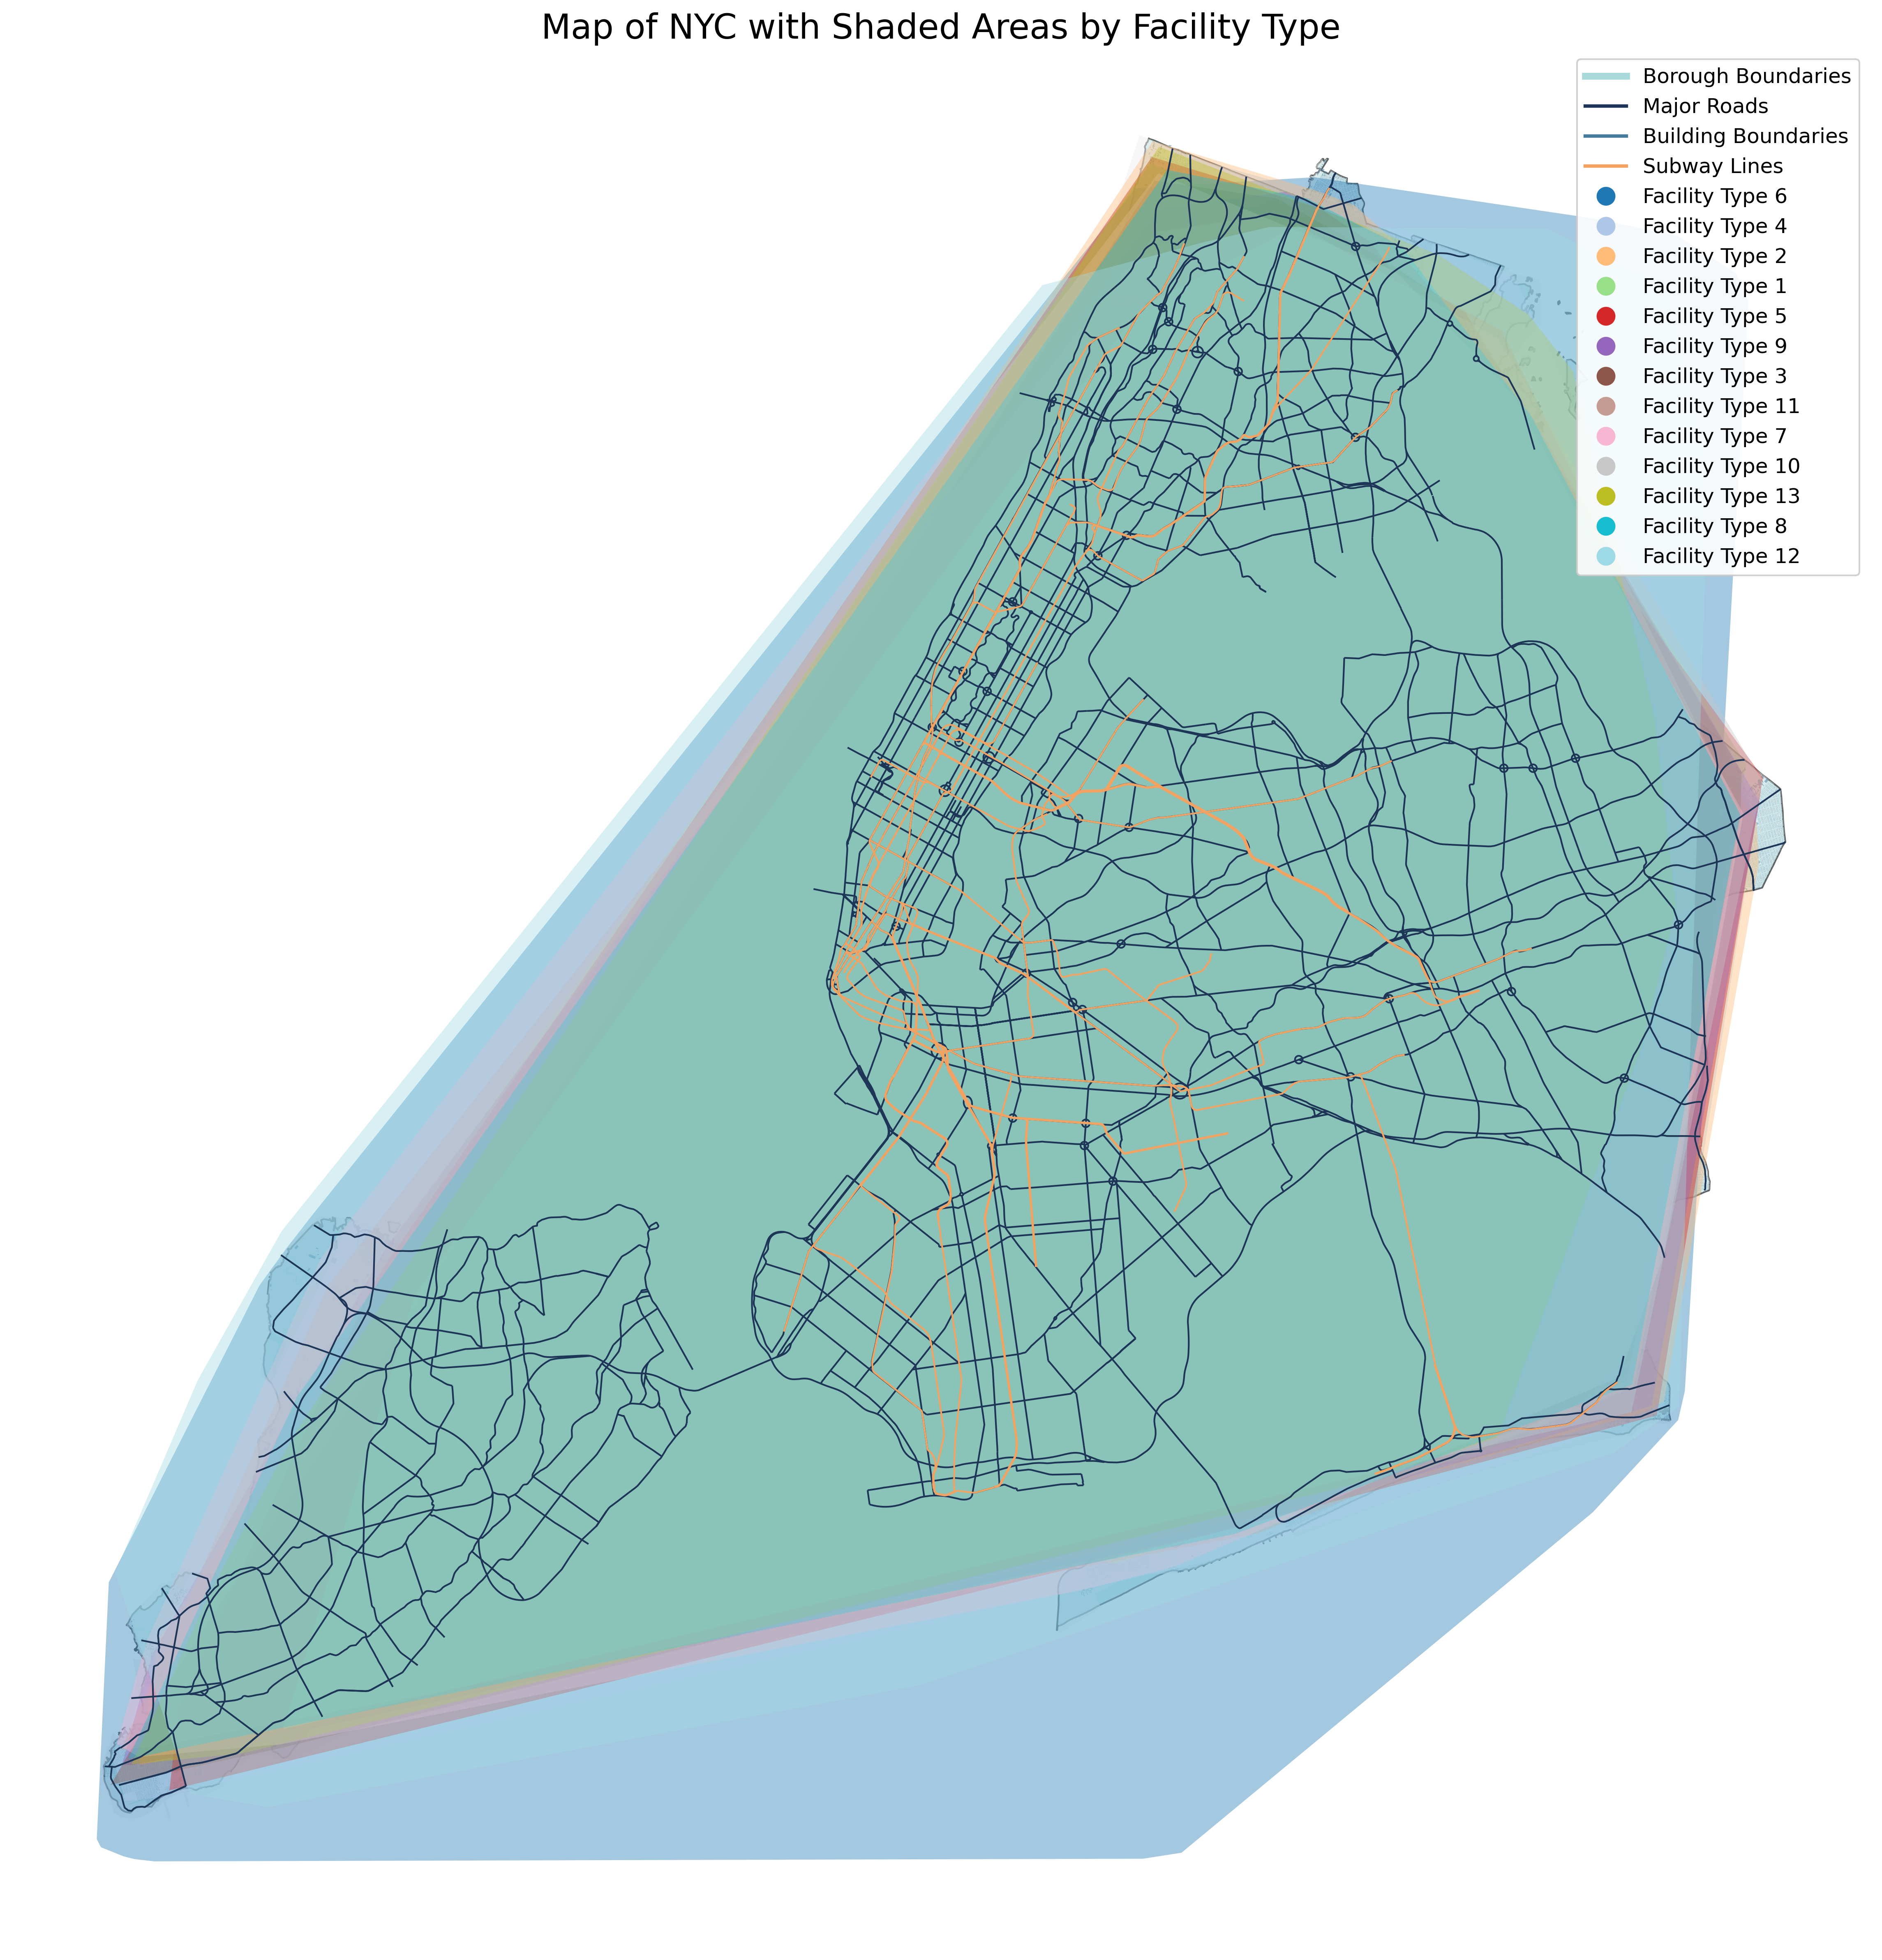 Map of NYC with Shaded Areas by Facility Type
Borough Boundaries
Major Roads
Building Boundaries
Subway Lines
Facility Type 6
Facility Type 4
Facility Type 2
Facility Type 1
Facility Type 5
Facility Type 9
Facility Type 3
Facility Type 11
Facility Type 7
Facility Type 10
Facility Type 13
Facility Type 8
Facility Type 12